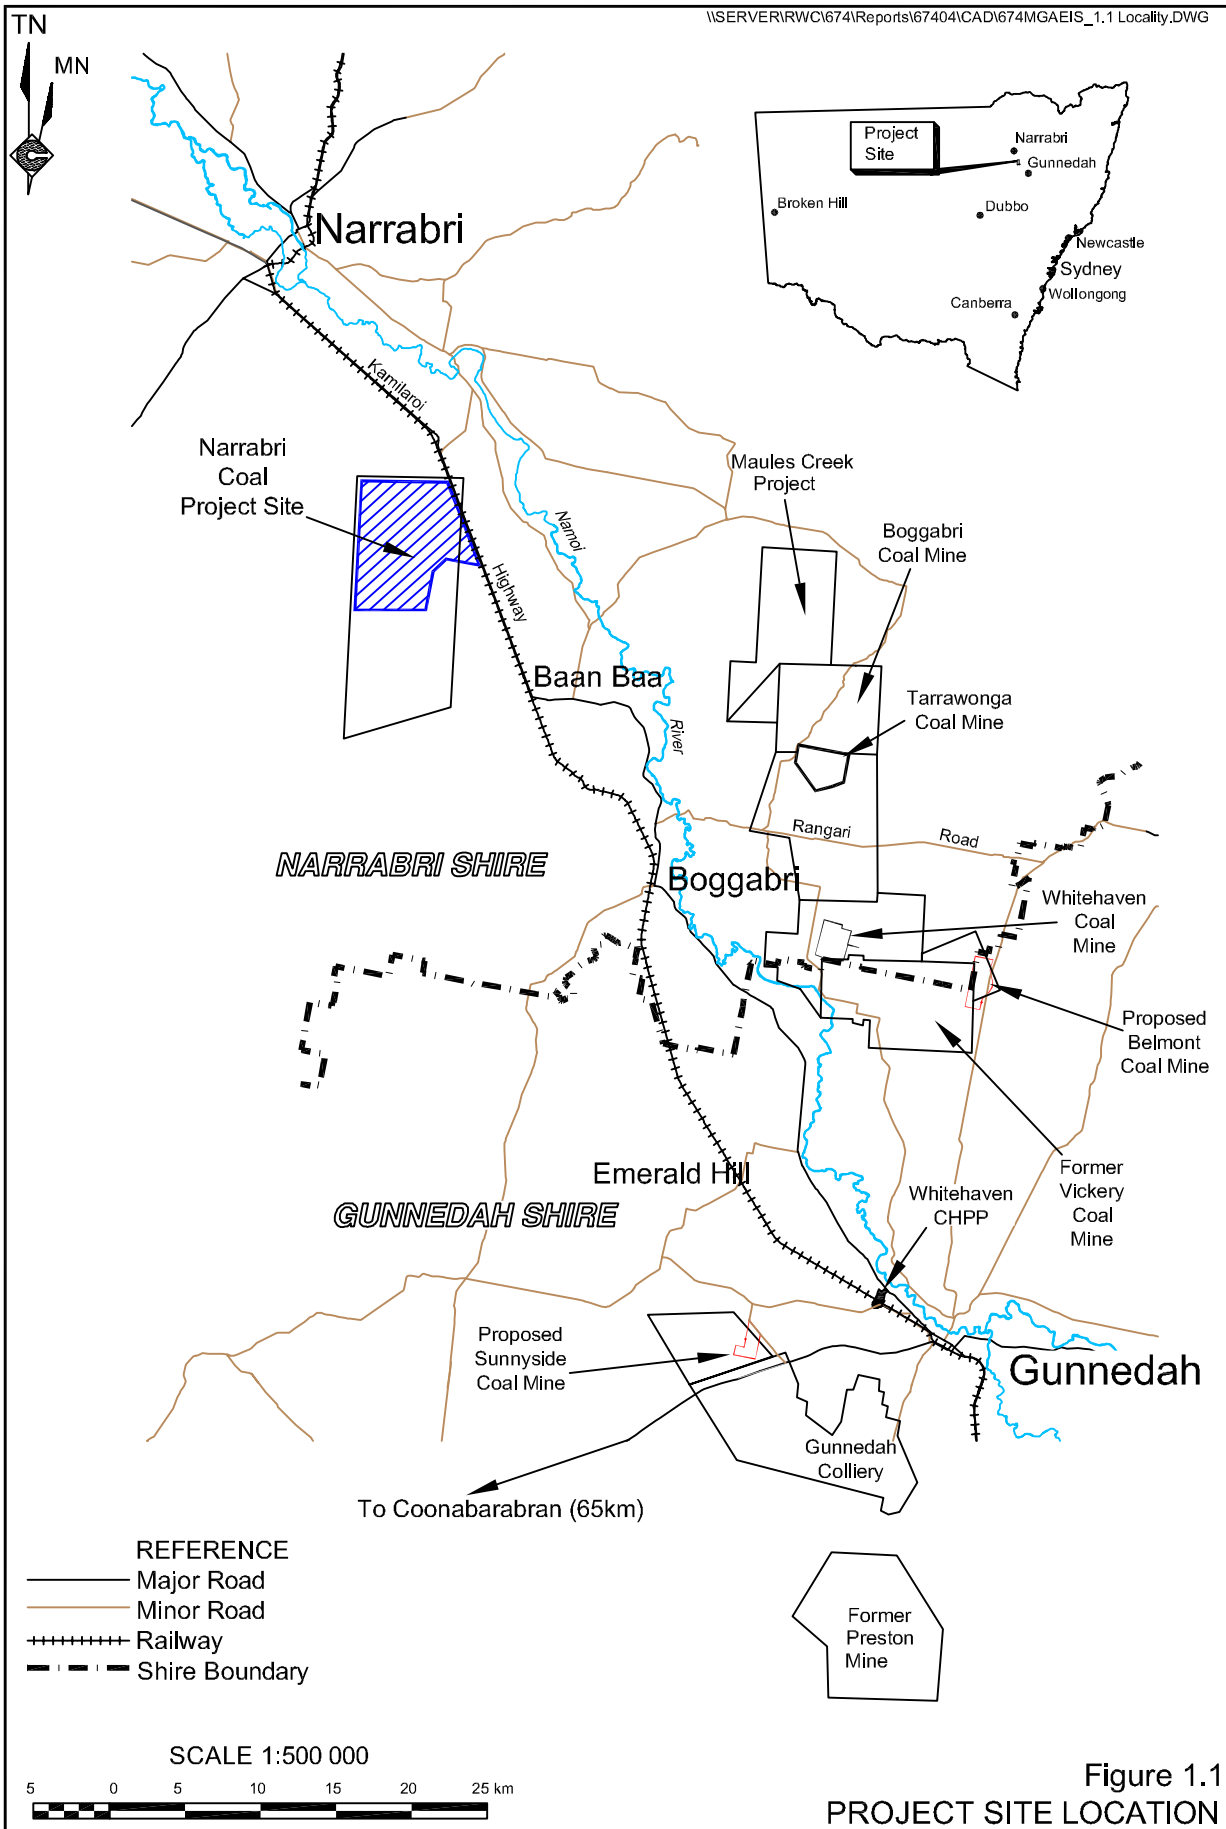 \\SERVER\RWC\674\Reports\67404\CAD\674MGAEIS_1.1 Locality.DWG
TN
MN
Project
Site
Narrabri
Gunnedah
Broken Hill
Dubbo
Newcastle
Sydney
Wollongong
Canberra
Narrabri
Kamilaroi
Highway
Narrabri
Coal
Project Site
Namoi
River
Maules Creek
Project
Boggabri
Coal Mine
Baan Baa
Tarrawonga
Coal Mine
Rangari
Road
NARRABRI SHIRE
Boggabri
Whitehaven
Coal
Mine
Proposed
Belmont
Coal Mine
Emerald Hill
Former
Vickery
Coal
Mine
Whitehaven
CHPP
GUNNEDAH SHIRE
Proposed
Sunnyside
Coal Mine
Gunnedah
Gunnedah
Colliery
To Coonabarabran (65km)
REFERENCE
Major Road
Minor Road
Railway
Shire Boundary
Former
Preston
Mine
SCALE 1:500 000
5 0 5 10 15 20 25 km
Figure 1.1
PROJECT SITE LOCATION